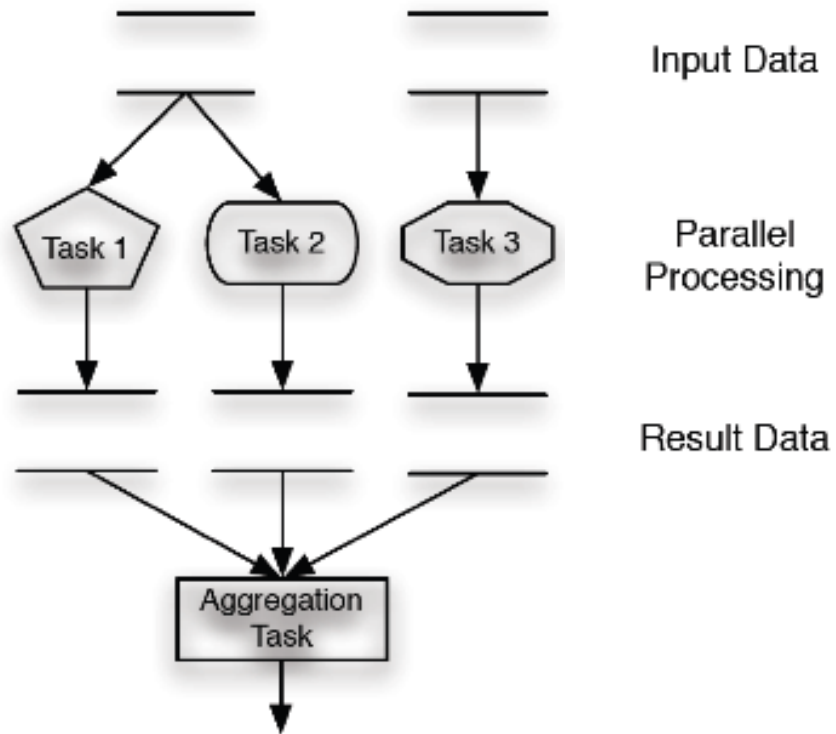 Input Data
Task 1
Task 2
Task 3
Parallel
Processing
Result Data
Aggregation
Task